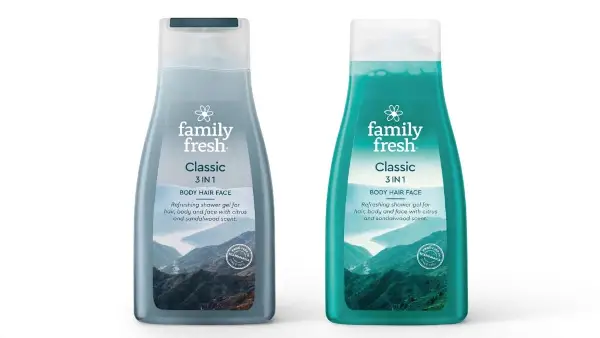 family
fresh
Classic
3 IN 1
BODY HAIR FACE
Refreshing shower gel for
hair, body and face with citrus
and sandalwood scent.
family
fresh
Classic
3 IN 1
BODY HAIR FACE
Refreshing shower gel for
hair, body and face with citrus
and sandalwood scent.